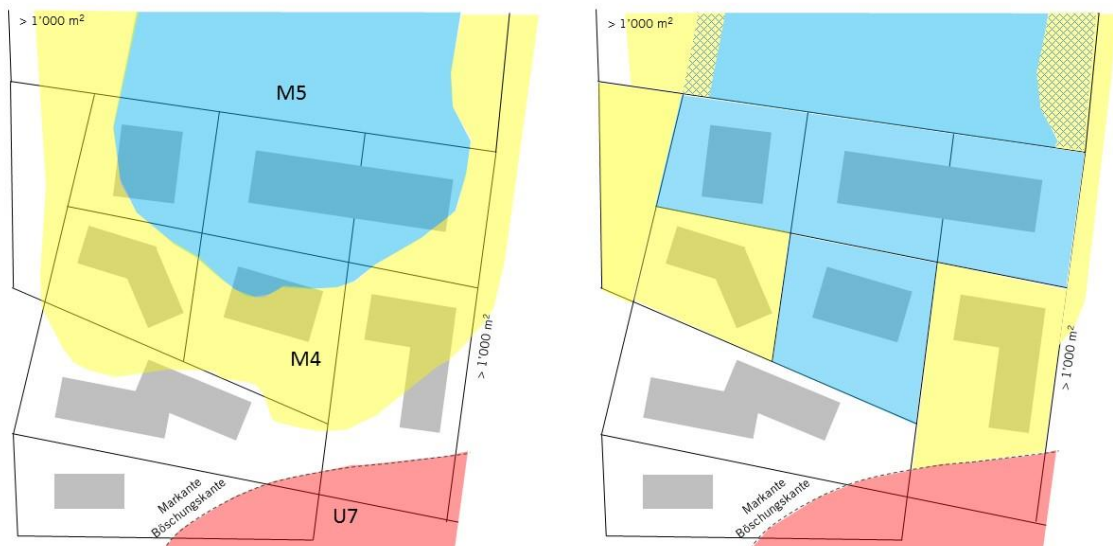 > 1'000 m²
M5
M4
> 1'000 m²
Markante
Böschungskante
U7
> 1'000 m²
> 1'000 m²
Markante
Böschungskante